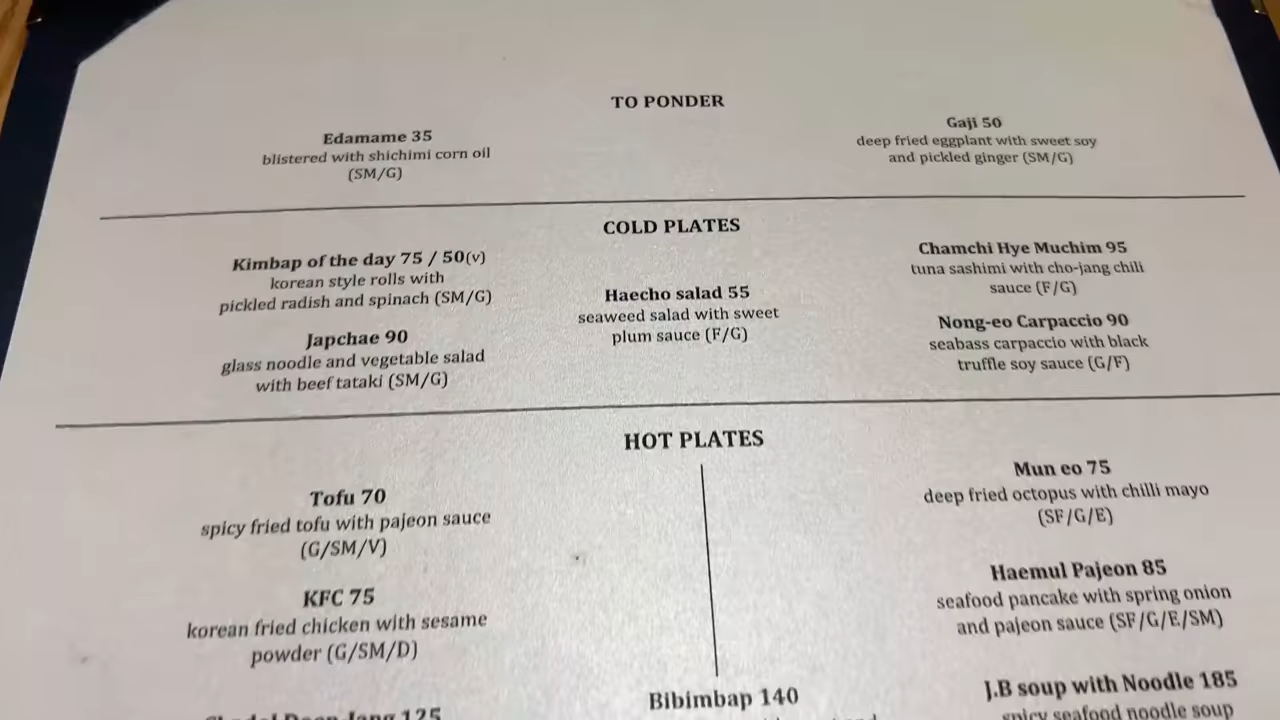 TO PONDER
Edamame 35
blistered with shichimi corn oil
(SM/G)
Gaji 50
deep fried eggplant with sweet soy
and pickled ginger (SM/G)
COLD PLATES
Kimbap of the day 75 / 50(v)
korean style rolls with
pickled radish and spinach (SM/G)
Japchae 90
glass noodle and vegetable salad
with beef tataki (SM/G)
Haecho salad 55
seaweed salad with sweet
plum sauce (F/G)
Chamchi Hye Muchim 95
tuna sashimi with cho-jang chili
sauce (F/G)
Nong-eo Carpaccio 90
seabass carpaccio with black
truffle soy sauce (G/F)
HOT PLATES
Tofu 70
spicy fried tofu with pajeon sauce
(G/SM/V)
KFC 75
korean fried chicken with sesame
powder (G/SM/D)
Jang 125
Bibimbap 140
Mun eo 75
deep fried octopus with chilli mayo
(SF/G/E)
Haemul Pajeon 85
seafood pancake with spring onion
and pajeon sauce (SF/G/E/SM)
J.B soup with Noodle 185
spicy seafood noodle soup